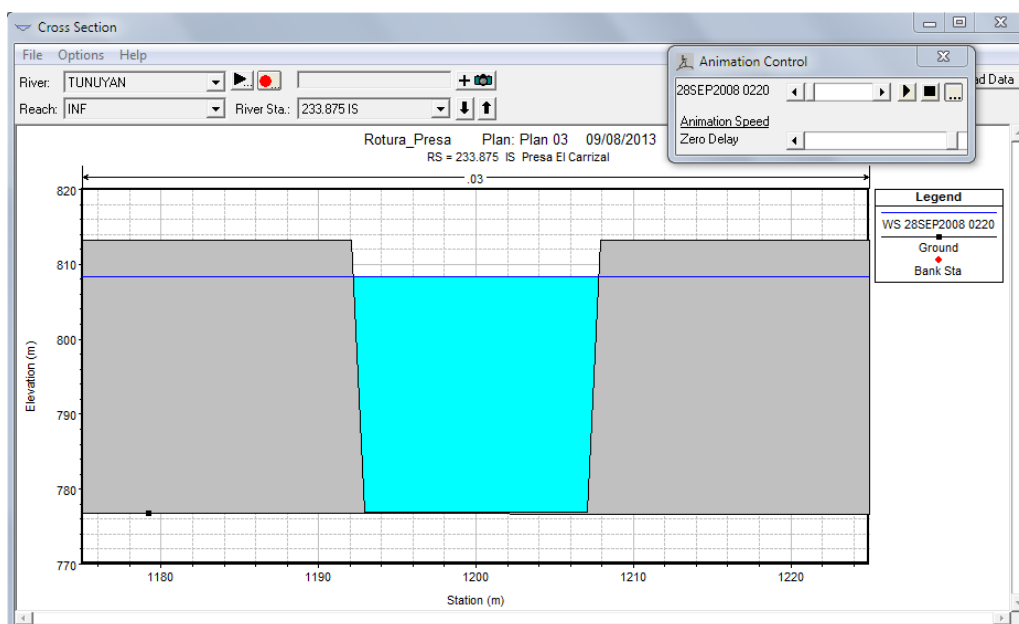 Cross Section
File Options Help
River: TUNUYAN
Reach: INF River Sta.: 233.875 IS
Animation Control
28SEP2008 0220
Animation Speed
Zero Delay
d Data
Rotura_Presa Plan: Plan 03 09/08/2013
RS = 233.875 IS Presa El Carrizal
.03
Legend
WS 28SEP2008 0220
Ground
Bank Sta
Elevation (m)
820
810
800
790
780
770
1180 1190 1200 1210 1220
Station (m)